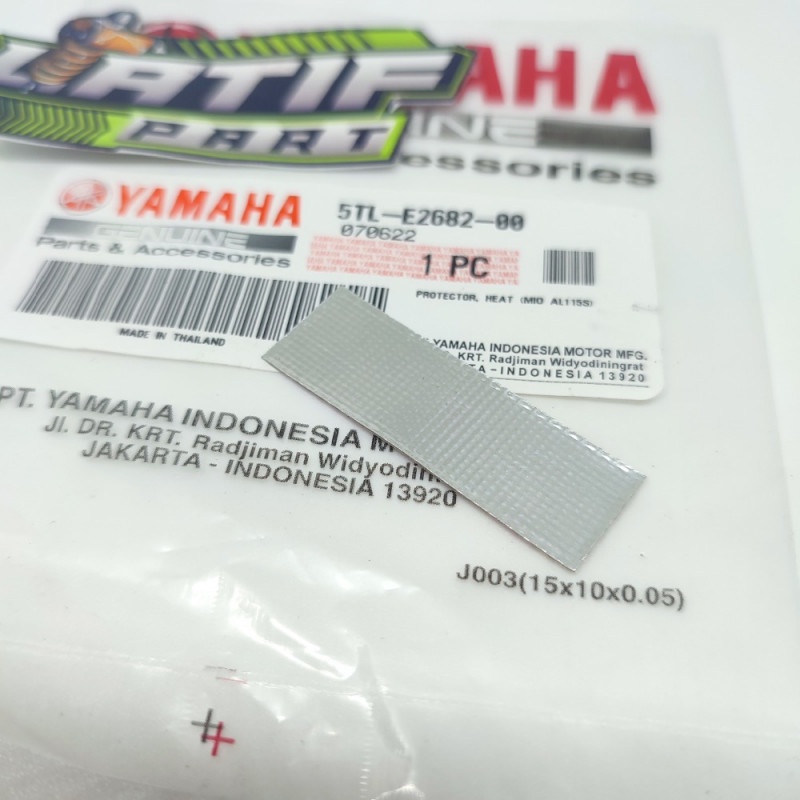 LATIF
PART
YAMAHA
GENUINE
Accessories
YAMAHA
GENUINE
Parts & Accessories
5TL-E2682-00
070622
1 PC
PROTECTOR, HEAT (MIO AL115S)
MADE IN THAILAND
YAMAHA INDONESIA MOTOR MFG.
KRT. Radjiman Widyodiningrat
TA - INDONESIA 13920
PT. YAMAHA INDONESIA M
Jl. DR. KRT. Radjiman Widyodini
JAKARTA - INDONESIA 13920
J003(15x10x0.05)